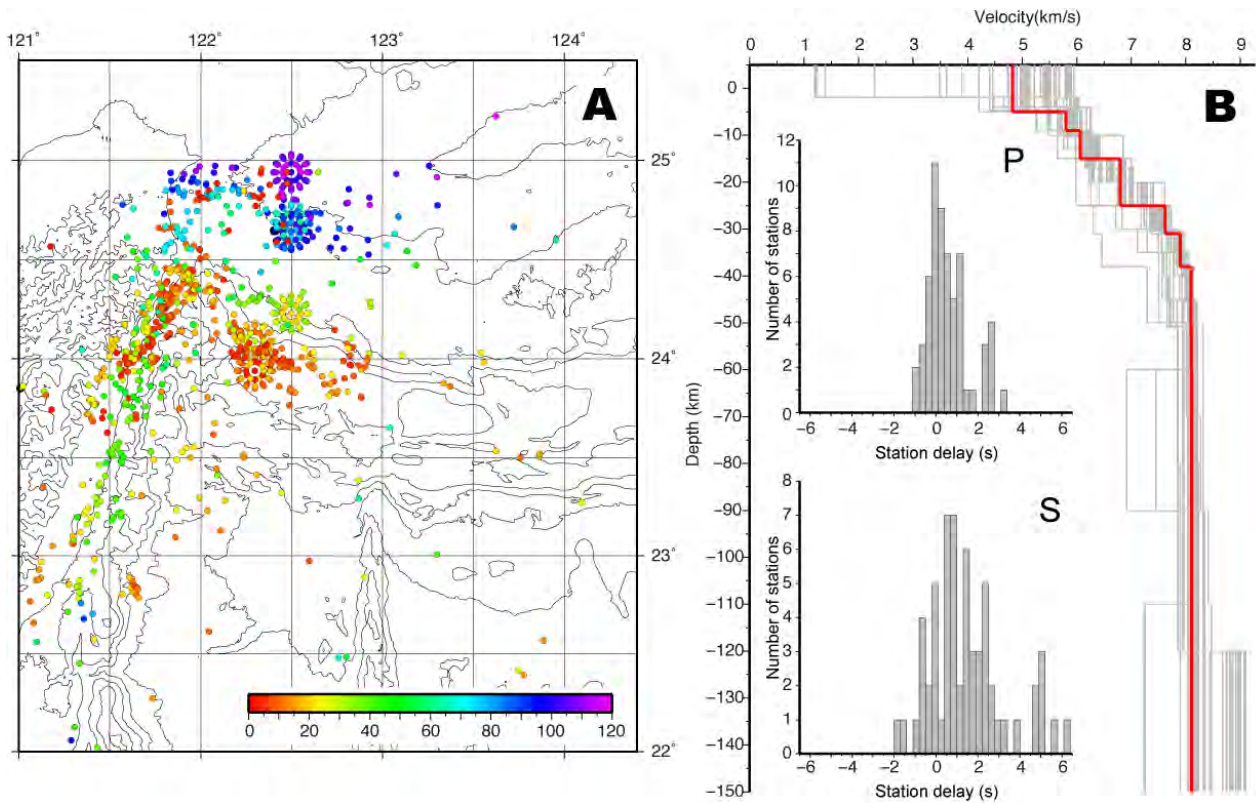 121° 122° 123° 124°
A
25°
24°
23°
22°
0 20 40 60 80 100 120
Velocity(km/s)
0 1 2 3 4 5 6 7 8 9
B
Depth (km)
0
−10
−20
−30
−40
−50
−60
−70
−80
−90
−100
−110
−120
−130
−140
−150
P
Number of stations
12
10
8
6
4
2
0
−6 −4 −2 0 2 4 6
Station delay (s)
S
Number of stations
8
7
6
5
4
3
2
1
0
−6 −4 −2 0 2 4 6
Station delay (s)